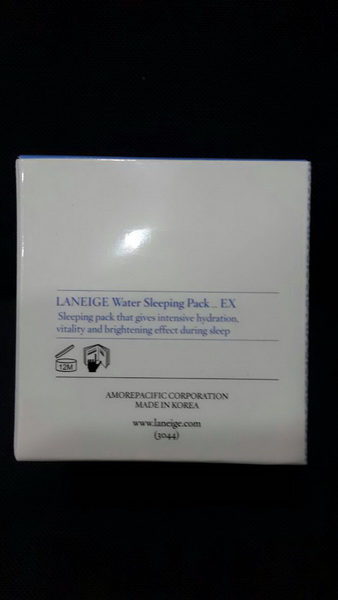 LANEIGE Water Sleeping Pack _ EX
Sleeping pack that gives intensive hydration,
vitality and brightening effect during sleep
12M
AMOREPACIFIC CORPORATION
MADE IN KOREA
www.laneige.com
(3044)